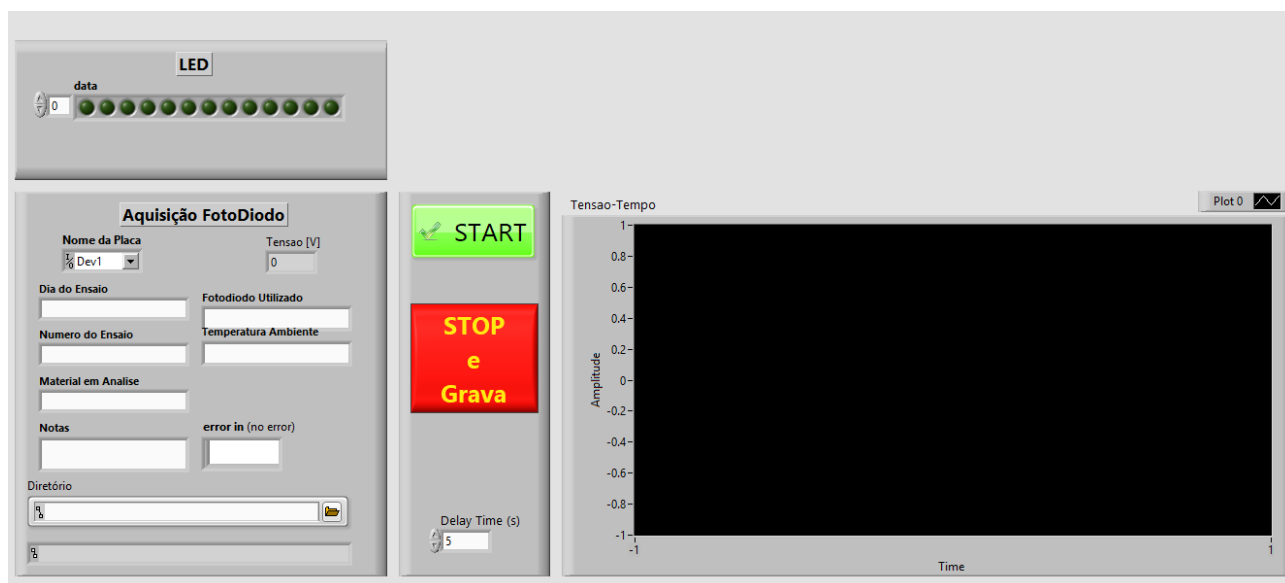 LED
data
0
Aquisição FotoDiodo
Nome da Placa
Tensao [V]
Dev1
0
Dia do Ensaio
Fotodiodo Utilizado
Numero do Ensaio
Temperatura Ambiente
Material em Analise
Notas
error in (no error)
Diretório
START
STOP
e
Grava
Delay Time (s)
5
Tensao-Tempo
Plot 0
Amplitude
1
0.8
0.6
0.4
0.2
0
-0.2
-0.4
-0.6
-0.8
-1
-1
1
Time